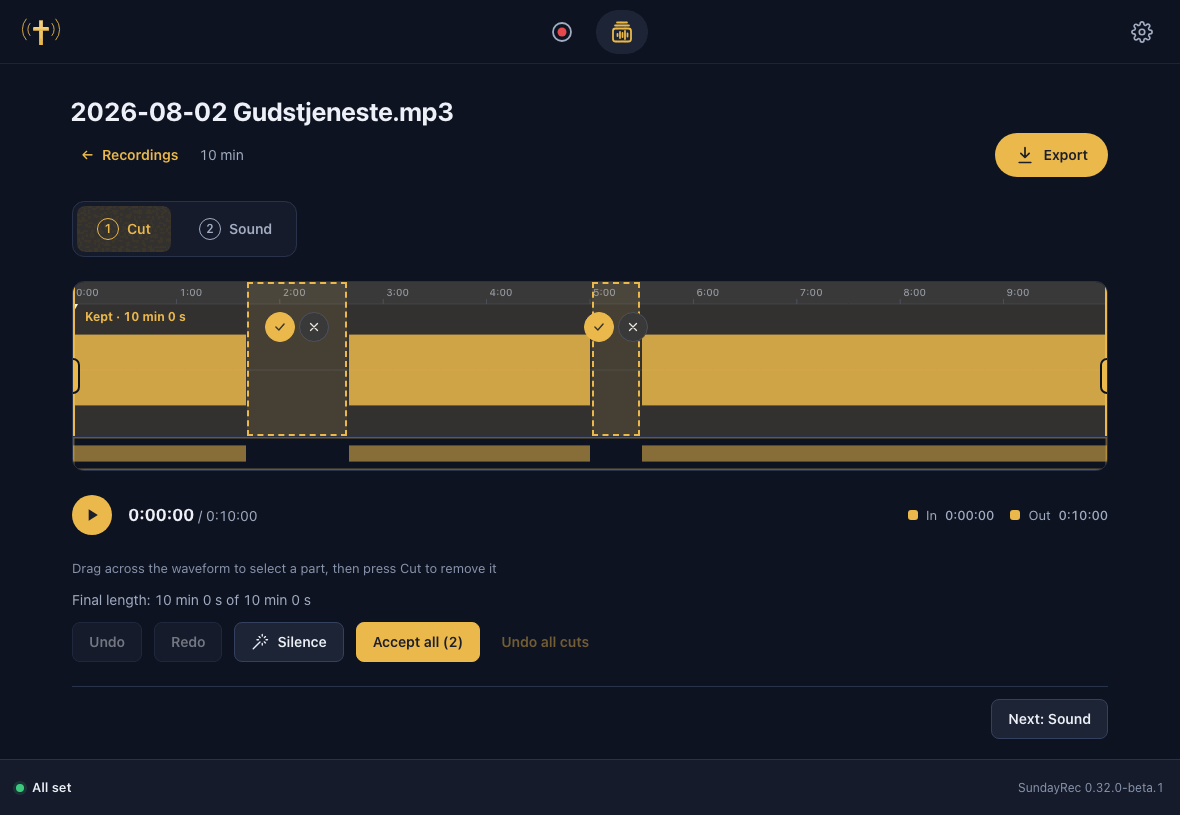 2026-08-02 Gudstjeneste.mp3
Recordings 10 min
Export
1 Cut 2 Sound
0:00 1:00 2:00 3:00 4:00 5:00 6:00 7:00 8:00 9:00
Kept · 10 min 0 s
0:00:00 / 0:10:00
In 0:00:00 Out 0:10:00
Drag across the waveform to select a part, then press Cut to remove it
Final length: 10 min 0 s of 10 min 0 s
Undo Redo Silence Accept all (2) Undo all cuts
Next: Sound
All set
SundayRec 0.32.0-beta.1